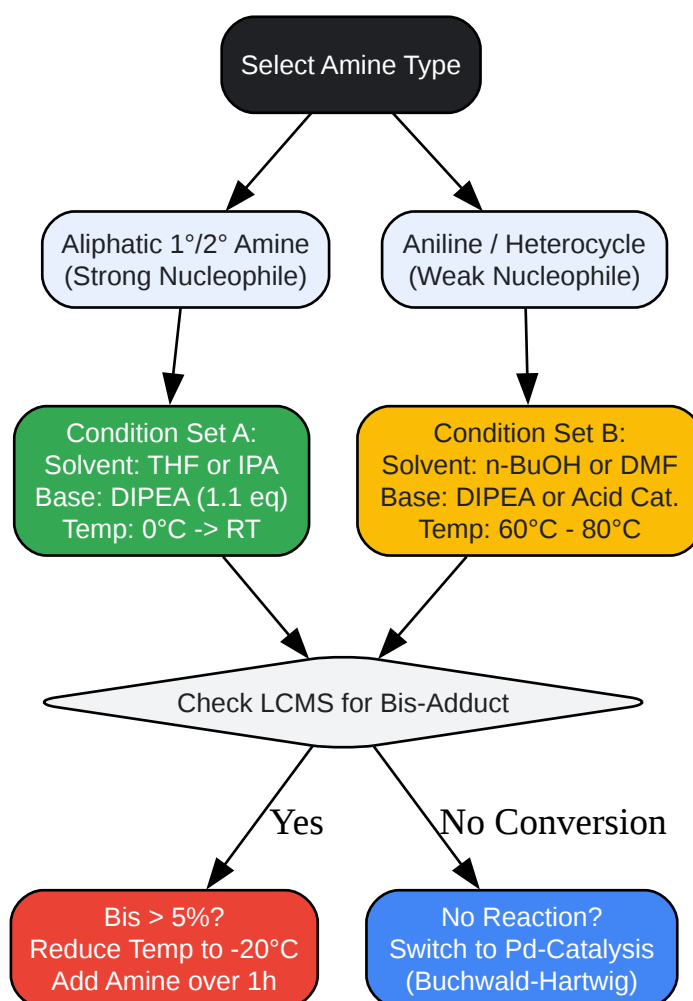 Select Amine Type
Aliphatic 1°/2° Amine
(Strong Nucleophile)
Aniline / Heterocycle
(Weak Nucleophile)
Condition Set A:
Solvent: THF or IPA
Base: DIPEA (1.1 eq)
Temp: 0°C -> RT
Condition Set B:
Solvent: n-BuOH or DMF
Base: DIPEA or Acid Cat.
Temp: 60°C - 80°C
Check LCMS for Bis-Adduct
Yes
No Conversion
Bis > 5%?
Reduce Temp to -20°C
Add Amine over 1h
No Reaction?
Switch to Pd-Catalysis
(Buchwald-Hartwig)